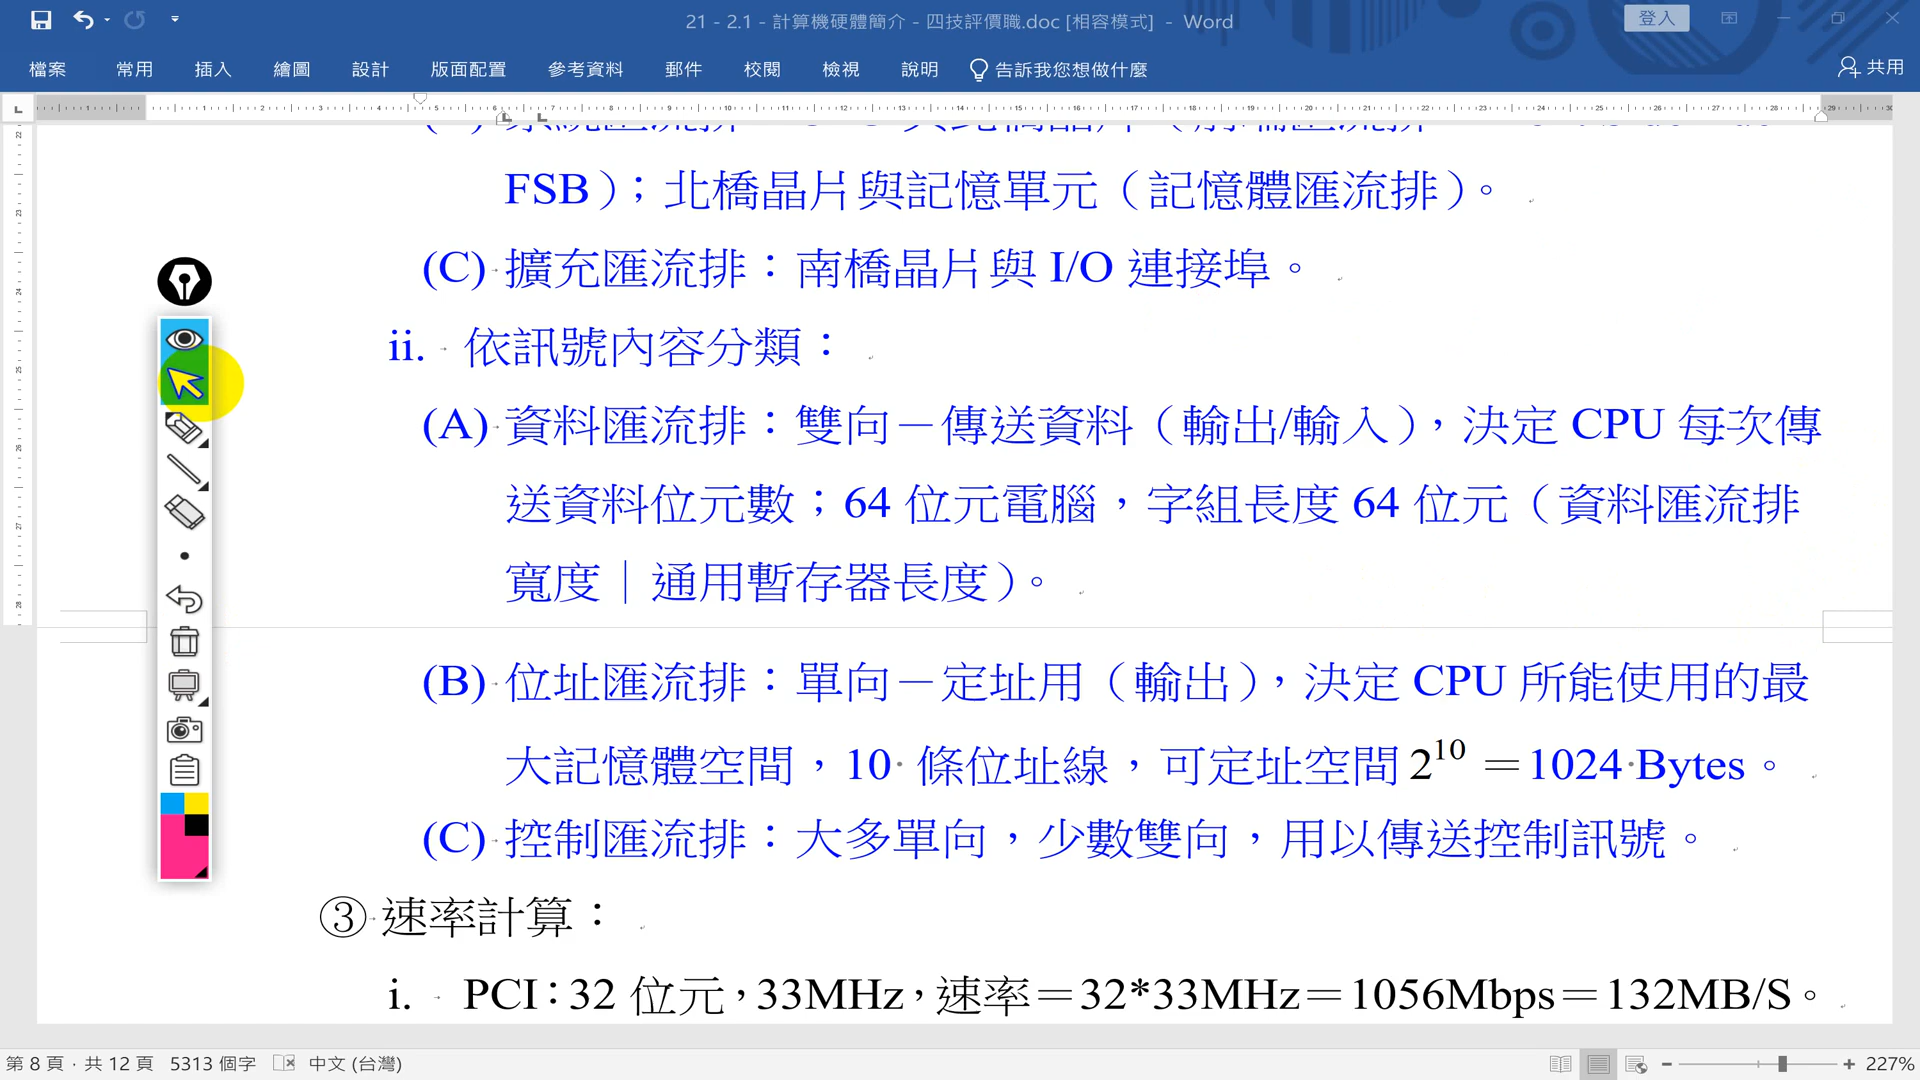 21 - 2.1 - 計算機硬體簡介 - 四技評價職.doc [相容模式] - Word
登入
檔案 常用 插入 繪圖 設計 版面配置 參考資料 郵件 校閱 檢視 說明 告訴我您想做什麼 共用
FSB）；北橋晶片與記憶單元（記憶體匯流排）。
(C) 擴充匯流排：南橋晶片與 I/O 連接埠。
ii. 依訊號內容分類：
(A) 資料匯流排：雙向－傳送資料（輸出/輸入），決定 CPU 每次傳
送資料位元數；64 位元電腦，字組長度 64 位元（資料匯流排
寬度｜通用暫存器長度）。
(B) 位址匯流排：單向－定址用（輸出），決定 CPU 所能使用的最
大記憶體空間，10 條位址線，可定址空間 2¹⁰ ＝1024 Bytes。
(C) 控制匯流排：大多單向，少數雙向，用以傳送控制訊號。
③ 速率計算：
i. PCI：32 位元，33MHz，速率＝32*33MHz＝1056Mbps＝132MB/S。
第 8 頁，共 12 頁 5313 個字 中文 (台灣) 227%